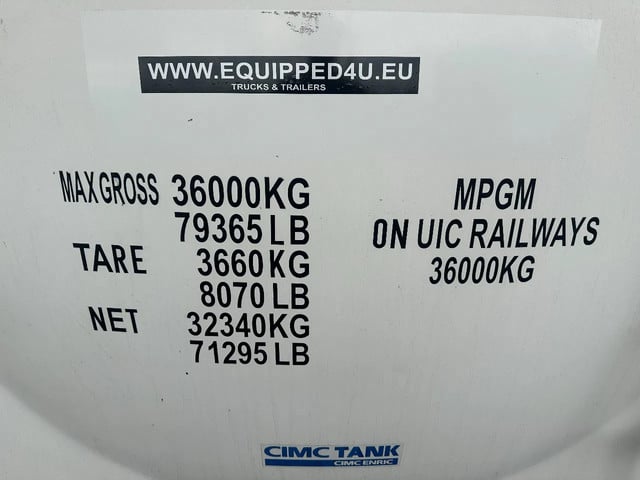 WWW.EQUIPPED4U.EU
TRUCKS & TRAILERS
MAX GROSS 36000KG
79365 LB
TARE 3660KG
8070 LB
NET 32340KG
71295 LB
MPGM
ON UIC RAILWAYS
36000KG
CIMC TANK
CIMC ENRIC